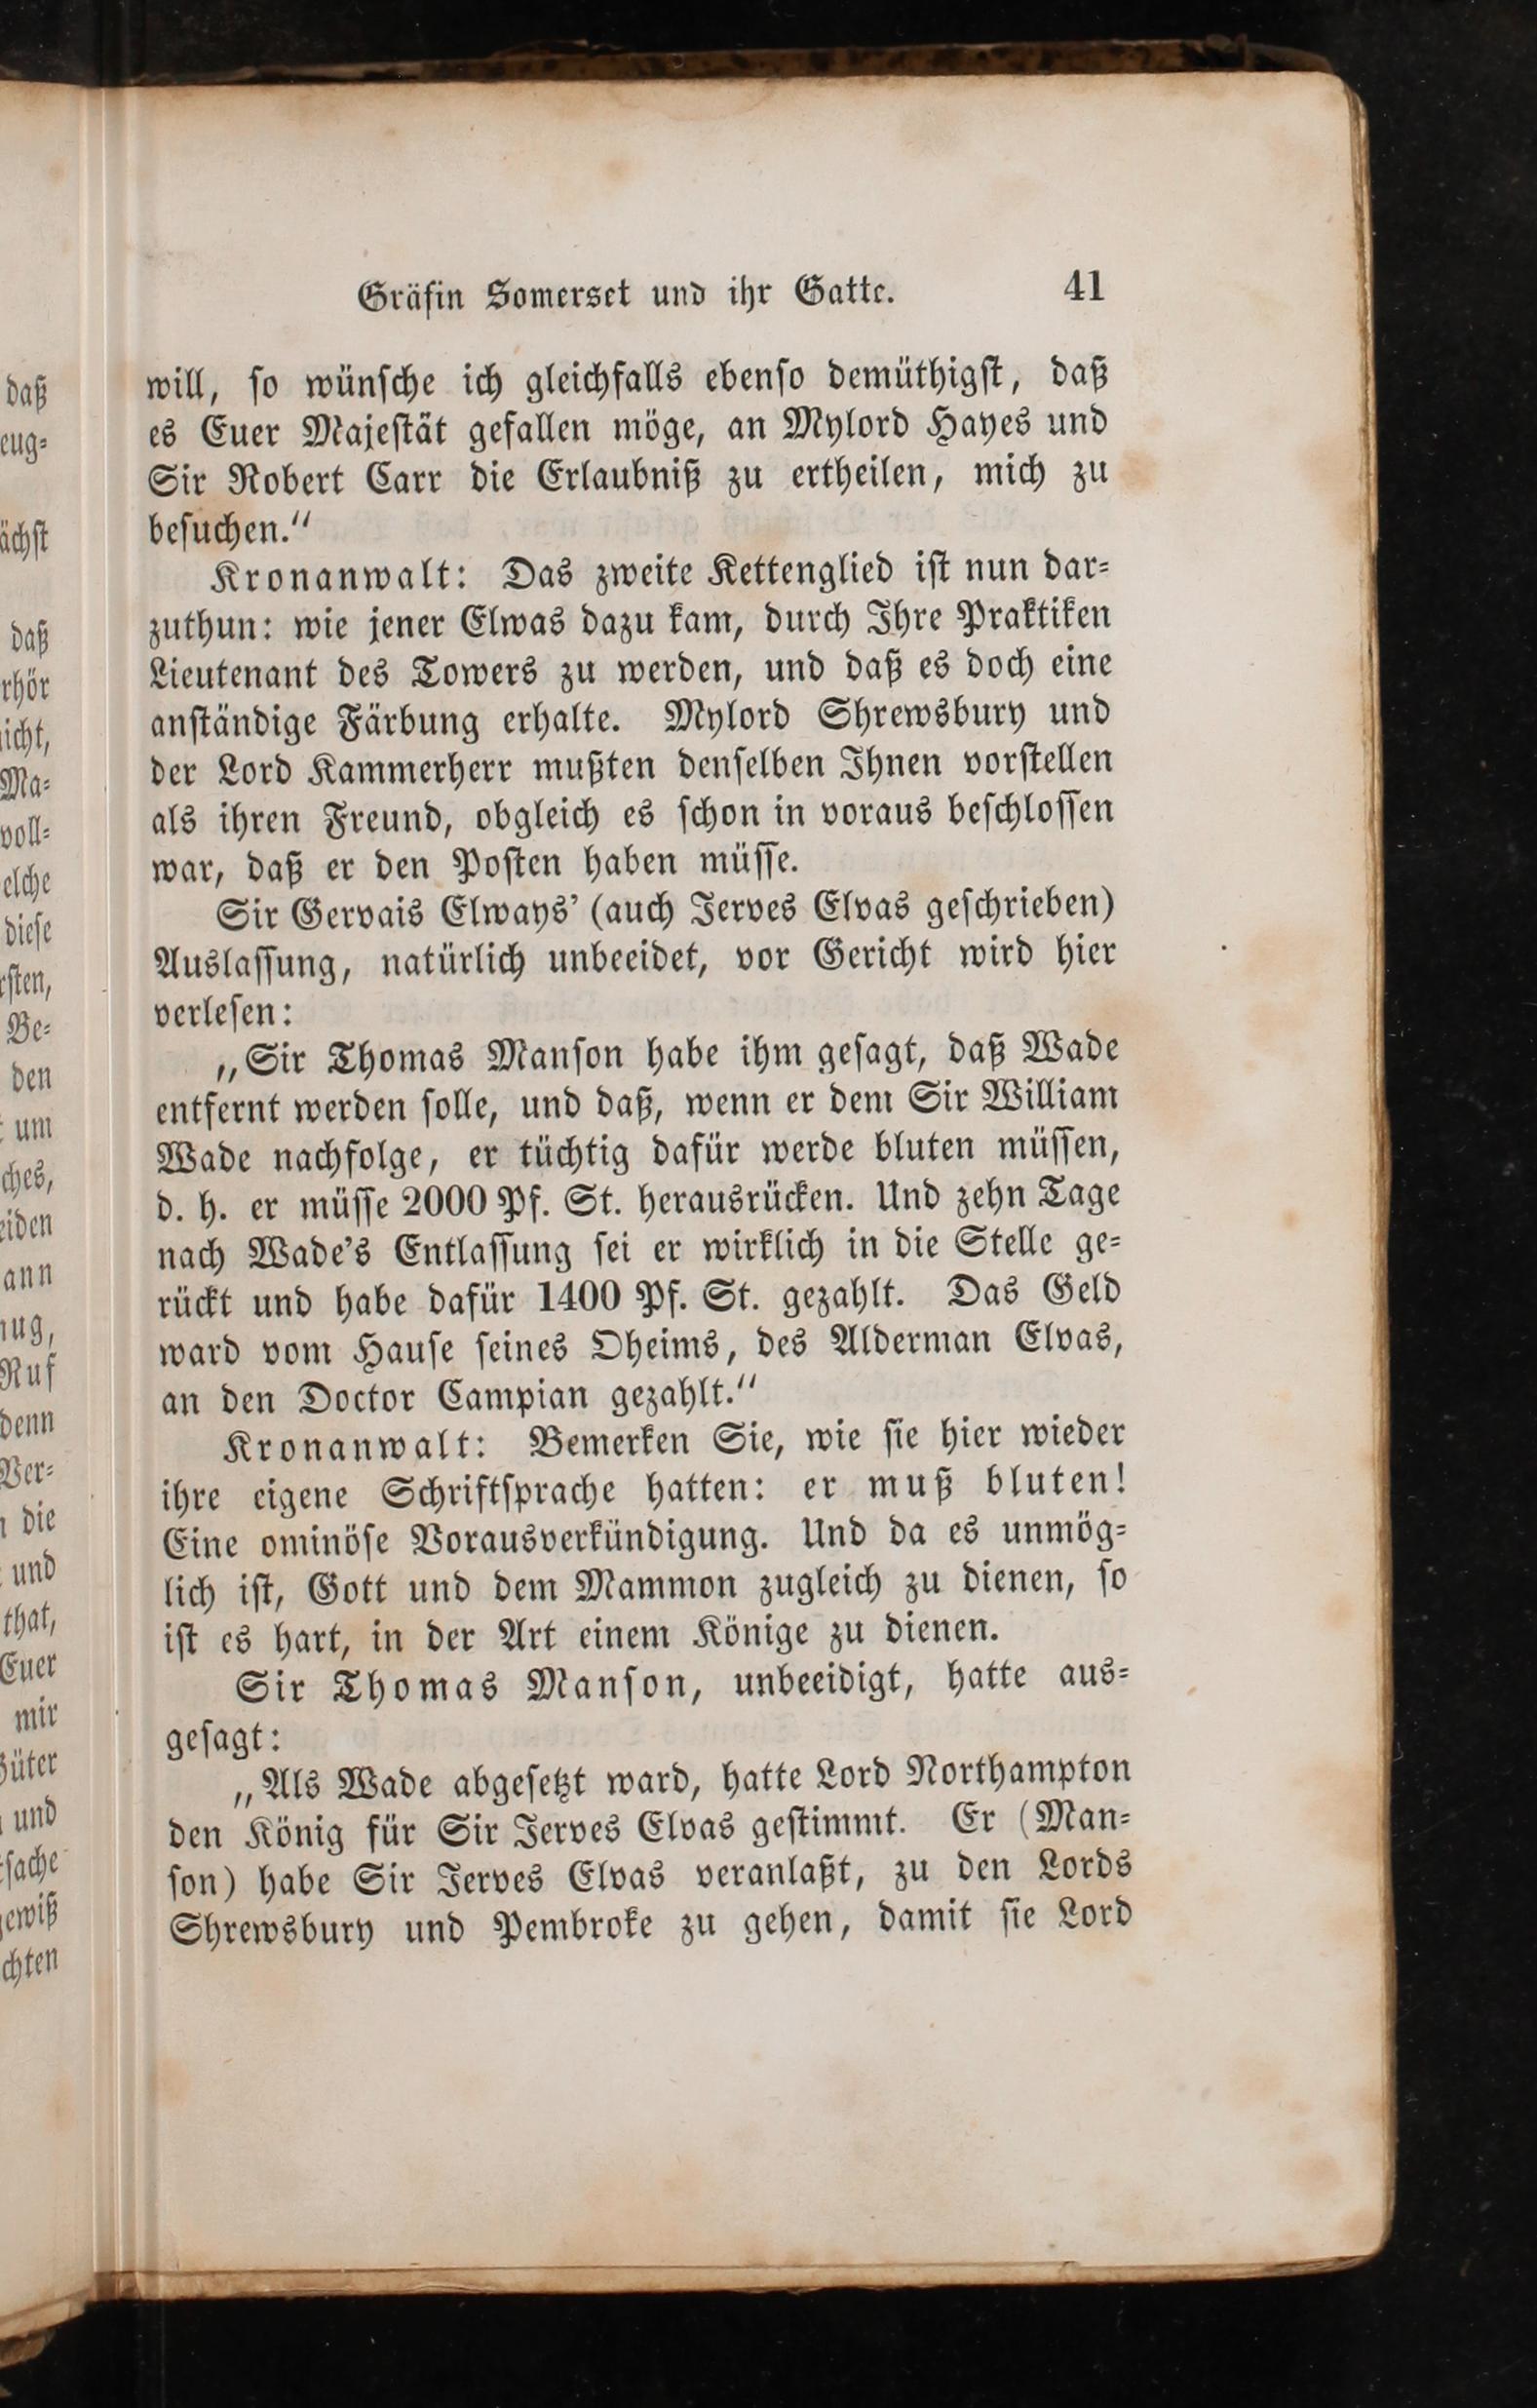 Gräfin Somerset und ihr Gatte. 41
will, so wünsche ich gleichfalls ebenso demüthigst, daß
es Euer Majestät gefallen möge, an Mylord Hayes und
Sir Robert Carr die Erlaubniß zu ertheilen, mich zu
besuchen.“
Kronanwalt: Das zweite Kettenglied ist nun dar-
zuthun: wie jener Elwas dazu kam, durch Ihre Praktiken
Lieutenant des Towers zu werden, und daß es doch eine
anständige Färbung erhalte. Mylord Shrewsbury und
der Lord Kammerherr mußten denselben Ihnen vorstellen
als ihren Freund, obgleich es schon in voraus beschlossen
war, daß er den Posten haben müsse.
Sir Gervais Elways’ (auch Jerves Elvas geschrieben)
Auslassung, natürlich unbeeidet, vor Gericht wird hier
verlesen:
„Sir Thomas Manson habe ihm gesagt, daß Wade
entfernt werden solle, und daß, wenn er dem Sir William
Wade nachfolge, er tüchtig dafür werde bluten müssen,
d. h. er müsse 2000 Pf. St. herausrücken. Und zehn Tage
nach Wade’s Entlassung sei er wirklich in die Stelle ge-
rückt und habe dafür 1400 Pf. St. gezahlt. Das Geld
ward vom Hause seines Oheims, des Alderman Elvas,
an den Doctor Campian gezahlt.“
Kronanwalt: Bemerken Sie, wie sie hier wieder
ihre eigene Schriftsprache hatten: er muß bluten!
Eine ominöse Vorausverkündigung. Und da es unmög-
lich ist, Gott und dem Mammon zugleich zu dienen, so
ist es hart, in der Art einem Könige zu dienen.
Sir Thomas Manson, unbeeidigt, hatte aus-
gesagt:
„Als Wade abgesetzt ward, hatte Lord Northampton
den König für Sir Jerves Elvas gestimmt. Er (Man-
son) habe Sir Jerves Elvas veranlaßt, zu den Lords
Shrewsbury und Pembroke zu gehen, damit sie Lord